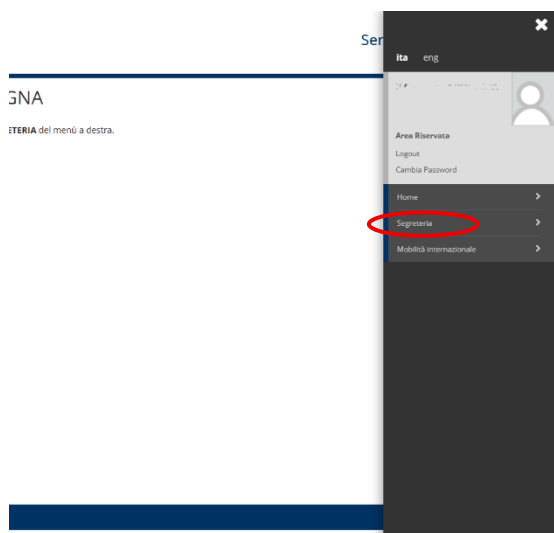 Ser
ita eng
GNA
ETERIA del menù a destra.
Area Riservata
Logout
Cambia Password
Home
Segreteria
Mobilità internazionale